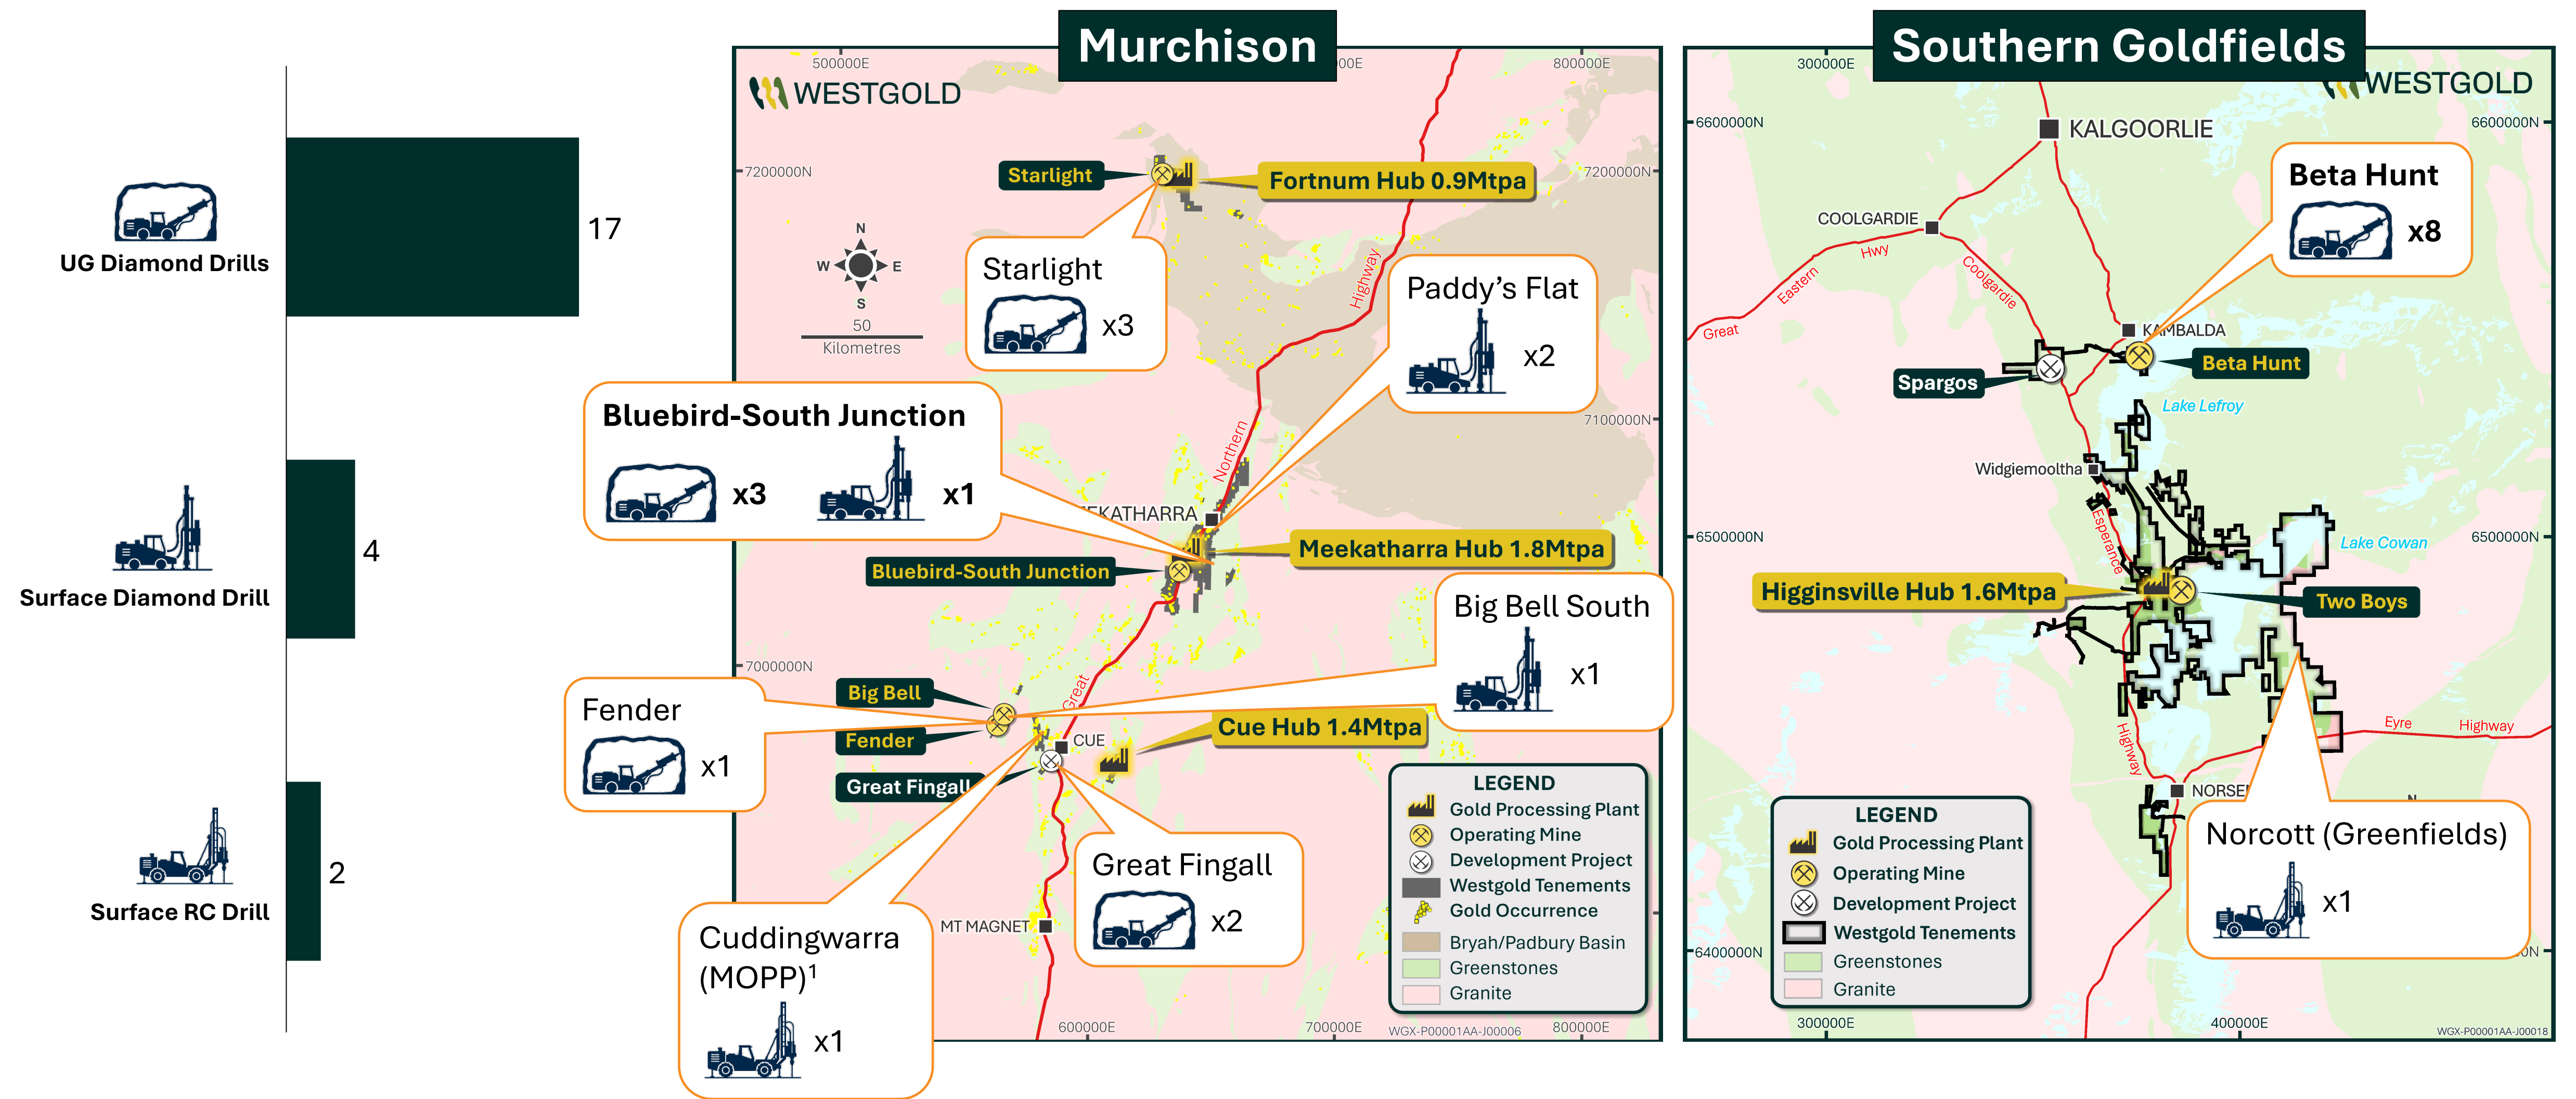 UG Diamond Drills
17
Surface Diamond Drill
4
Surface RC Drill
2
Murchison
WESTGOLD
500000E
800000E
7200000N
7200000N
7100000N
7000000N
600000E
700000E
800000E
N
W
E
S
50
Kilometres
Starlight
Fortnum Hub 0.9Mtpa
Starlight
x3
Paddy's Flat
x2
Highway
Northern
Great
Bluebird-South Junction
x3
x1
Bluebird-South Junction
Meekatharra Hub 1.8Mtpa
Big Bell South
x1
Big Bell
Fender
x1
Fender
Great Fingall
CUE
Cue Hub 1.4Mtpa
Great Fingall
x2
Cuddingwarra
(MOPP)¹
x1
MT MAGNET
LEGEND
Gold Processing Plant
Operating Mine
Development Project
Westgold Tenements
Gold Occurrence
Bryah/Padbury Basin
Greenstones
Granite
WGX-P00001AA-J00006
Southern Goldfields
WESTGOLD
300000E
6600000N
6600000N
KALGOORLIE
COOLGARDIE
Great
Eastern
Hwy
Coolgardie
Beta Hunt
x8
KAMBALDA
Beta Hunt
Spargos
Lake Lefroy
Widgiemooltha
Esperance
6500000N
6500000N
Lake Cowan
Higginsville Hub 1.6Mtpa
Two Boys
Highway
Eyre
Highway
Norcott (Greenfields)
x1
LEGEND
Gold Processing Plant
Operating Mine
Development Project
Westgold Tenements
Greenstones
Granite
6400000N
300000E
400000E
WGX-P00001AA-J00018